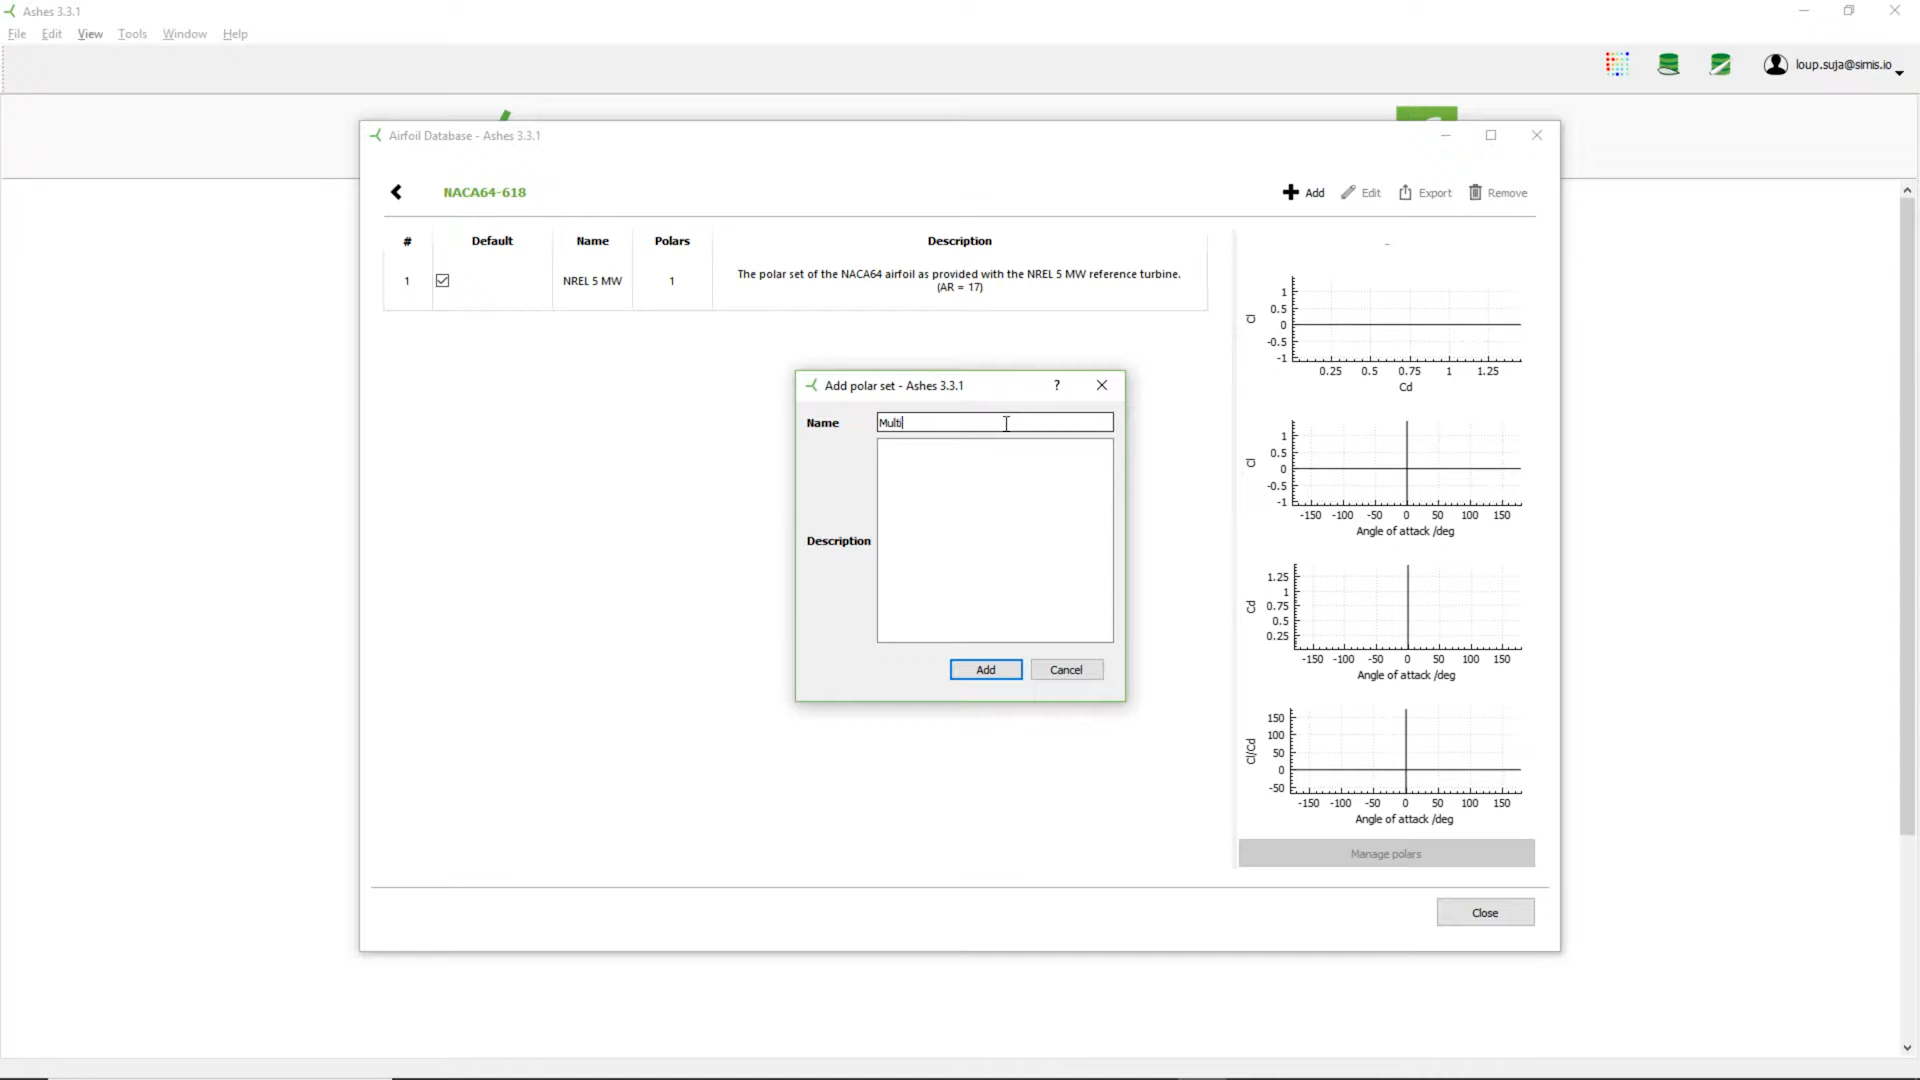 Ashes 3.3.1
File Edit View Tools Window Help
loup.suja@simis.io
Airfoil Database - Ashes 3.3.1
NACA64-618
Add Edit Export Remove
# Default Name Polars Description
1 NREL 5 MW 1 The polar set of the NACA64 airfoil as provided with the NREL 5 MW reference turbine.
(AR = 17)
-
Cl
1
0.5
0
-0.5
-1
0.25 0.5 0.75 1 1.25
Cd
Add polar set - Ashes 3.3.1 ?
Name Multi
Description
Add Cancel
Cl
1
0.5
0
-0.5
-1
-150 -100 -50 0 50 100 150
Angle of attack /deg
Cd
1.25
1
0.75
0.5
0.25
-150 -100 -50 0 50 100 150
Angle of attack /deg
Cl/Cd
150
100
50
0
-50
-150 -100 -50 0 50 100 150
Angle of attack /deg
Manage polars
Close